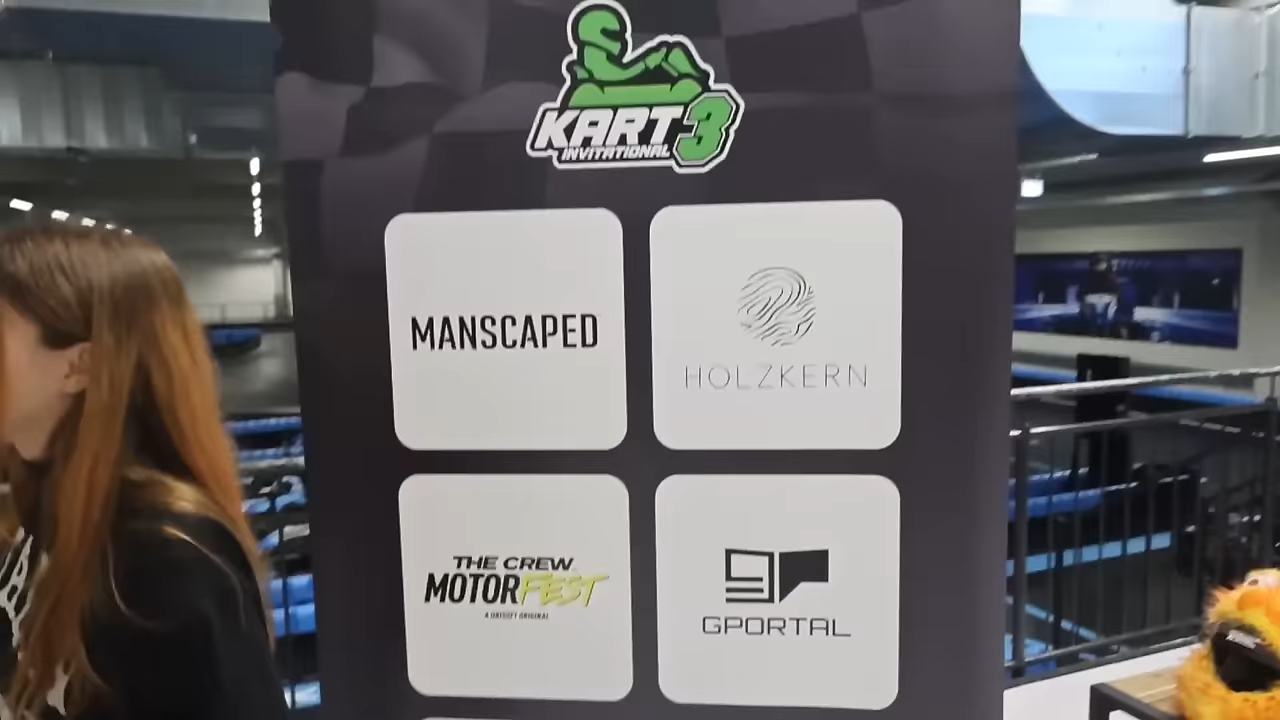 KART 3
INVITATIONAL
MANSCAPED
HOLZKERN
THE CREW
MOTORFEST
A UBISOFT ORIGINAL
GPORTAL